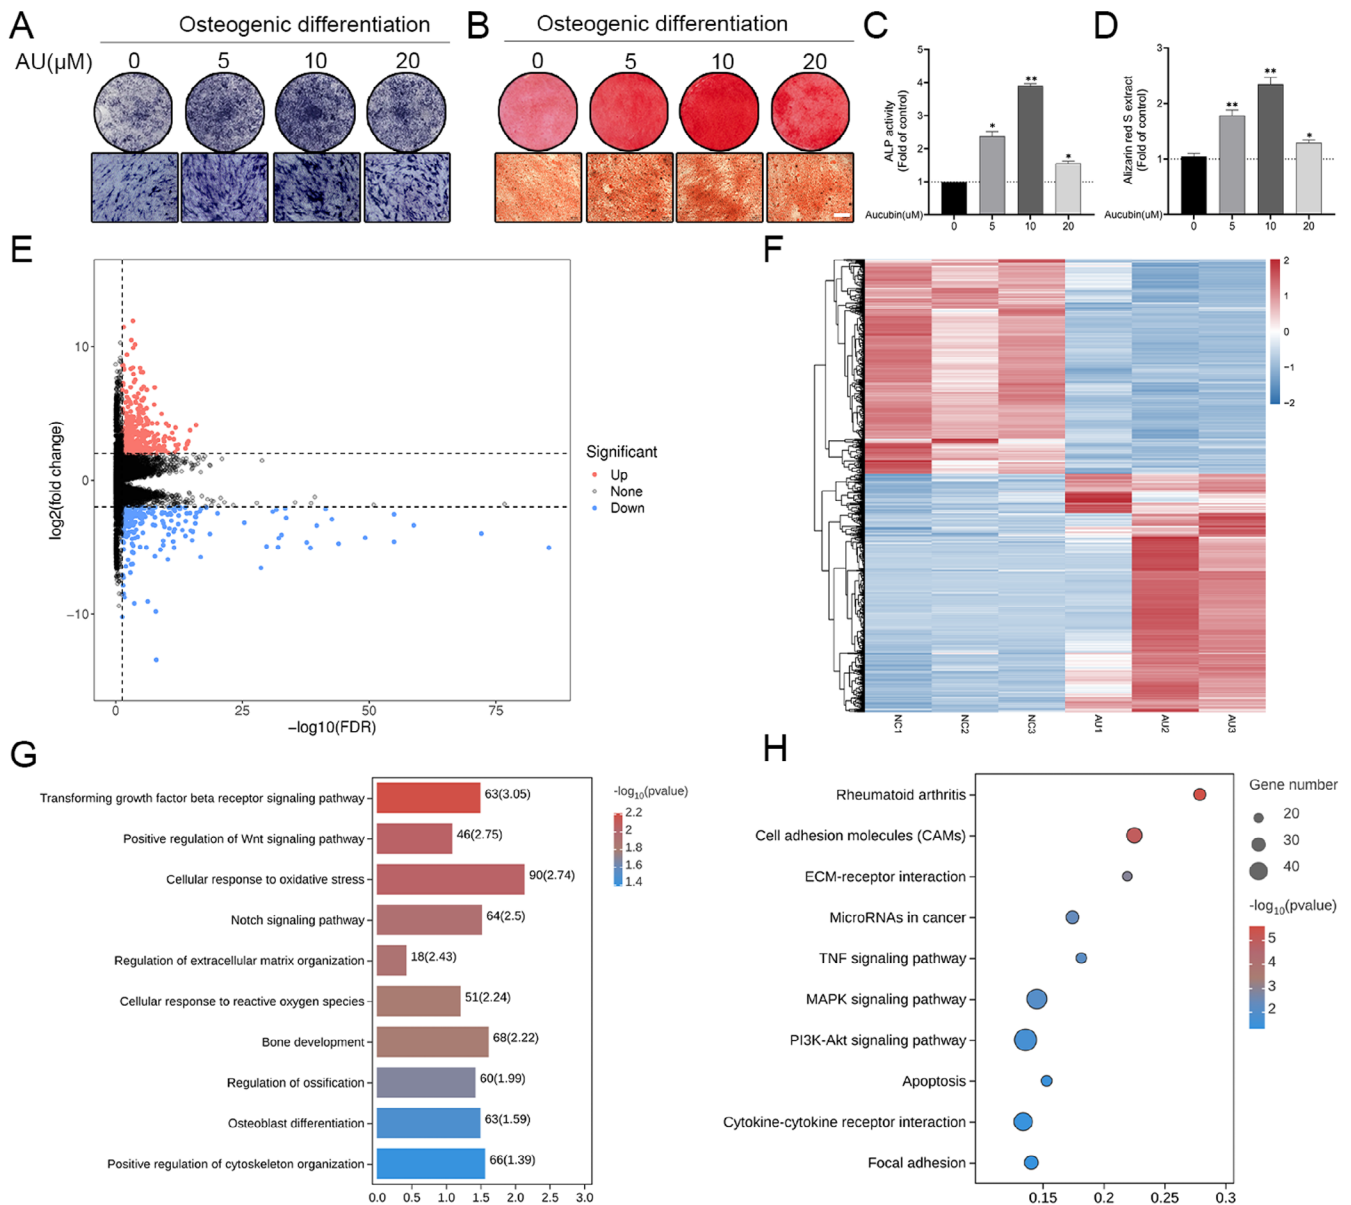 A
Osteogenic differentiation
AU(μM)
0
5
10
20
B
Osteogenic differentiation
0
5
10
20
C
ALP activity
(Fold of control)
5
4
3
2
1
*
**
*
Aucubin(uM)
0
5
10
20
D
Alizarin red S extract
(Fold of control)
3
2
1
**
**
*
Aucubin(uM)
0
5
10
20
E
log2(fold change)
10
0
−10
0
25
50
75
−log10(FDR)
Significant
Up
None
Down
F
2
1
0
−1
−2
NC1
NC2
NC3
AU1
AU2
AU3
G
Transforming growth factor beta receptor signaling pathway
63(3.05)
Positive regulation of Wnt signaling pathway
46(2.75)
Cellular response to oxidative stress
90(2.74)
Notch signaling pathway
64(2.5)
Regulation of extracellular matrix organization
18(2.43)
Cellular response to reactive oxygen species
51(2.24)
Bone development
68(2.22)
Regulation of ossification
60(1.99)
Osteoblast differentiation
63(1.59)
Positive regulation of cytoskeleton organization
66(1.39)
0.0
0.5
1.0
1.5
2.0
2.5
3.0
-log10(pvalue)
2.2
2
1.8
1.6
1.4
H
Rheumatoid arthritis
Cell adhesion molecules (CAMs)
ECM-receptor interaction
MicroRNAs in cancer
TNF signaling pathway
MAPK signaling pathway
PI3K-Akt signaling pathway
Apoptosis
Cytokine-cytokine receptor interaction
Focal adhesion
0.15
0.2
0.25
0.3
Gene number
20
30
40
-log10(pvalue)
5
4
3
2